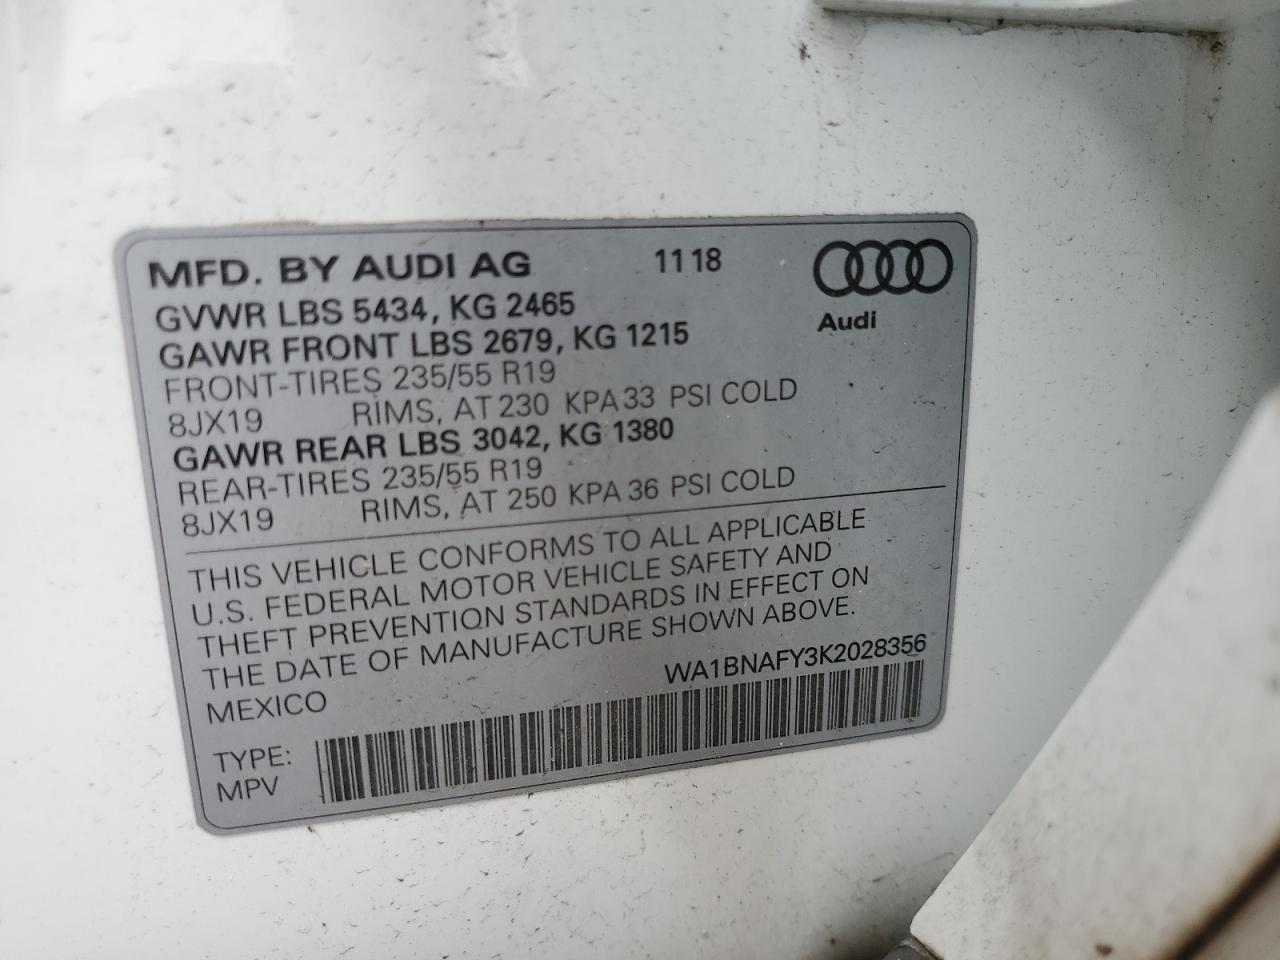 MFD. BY AUDI AG 11 18
GVWR LBS 5434, KG 2465
Audi
GAWR FRONT LBS 2679, KG 1215
FRONT-TIRES 235/55 R19
8JX19 RIMS, AT 230 KPA 33 PSI COLD
GAWR REAR LBS 3042, KG 1380
REAR-TIRES 235/55 R19
8JX19 RIMS, AT 250 KPA 36 PSI COLD
THIS VEHICLE CONFORMS TO ALL APPLICABLE
U.S. FEDERAL MOTOR VEHICLE SAFETY AND
THEFT PREVENTION STANDARDS IN EFFECT ON
THE DATE OF MANUFACTURE SHOWN ABOVE.
WA1BNAFY3K2028356
MEXICO
TYPE:
MPV